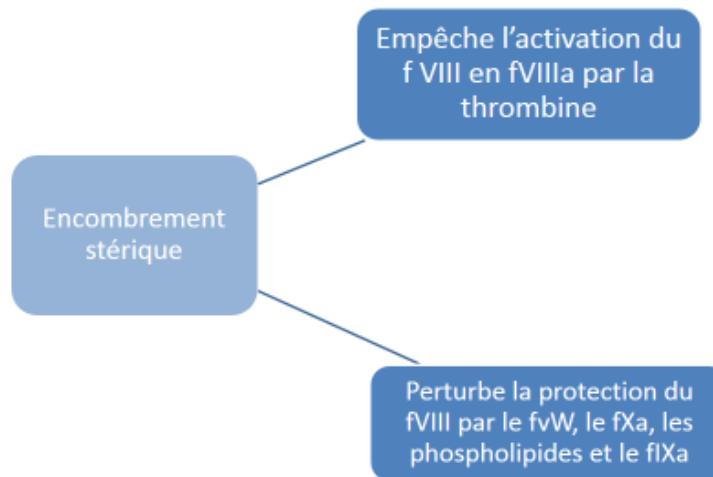 Empêche l'activation du
f VIII en fVIIIa par la
thrombine
Encombrement
stérique
Perturbe la protection du
fVIII par le fvW, le fXa, les
phospholipides et le fIXa